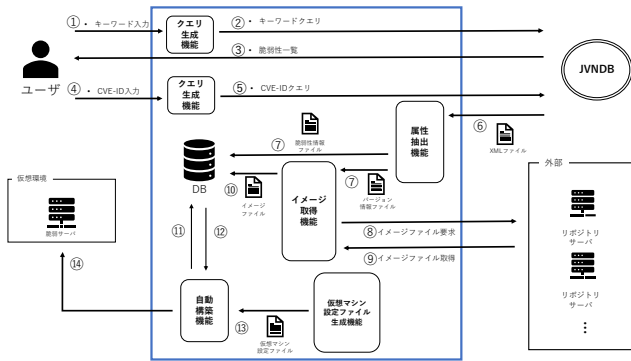 ①・ キーワード入力
クエリ
生成
機能
②・ キーワードクエリ
③・ 脆弱性一覧
ユーザ
JVNDB
④・ CVE-ID入力
クエリ
生成
機能
⑤・ CVE-IDクエリ
⑥
XMLファイル
属性
抽出
機能
⑦
脆弱性情報
ファイル
⑦
バージョン
情報ファイル
DB
⑩
イメージ
ファイル
イメージ
取得
機能
外部
リポジトリ
サーバ
リポジトリ
サーバ
⋮
仮想環境
脆弱サーバ
⑧イメージファイル要求
⑨イメージファイル取得
⑪
⑫
⑭
自動
構築
機能
⑬
仮想マシン
設定ファイル
仮想マシン
設定ファイル
生成機能